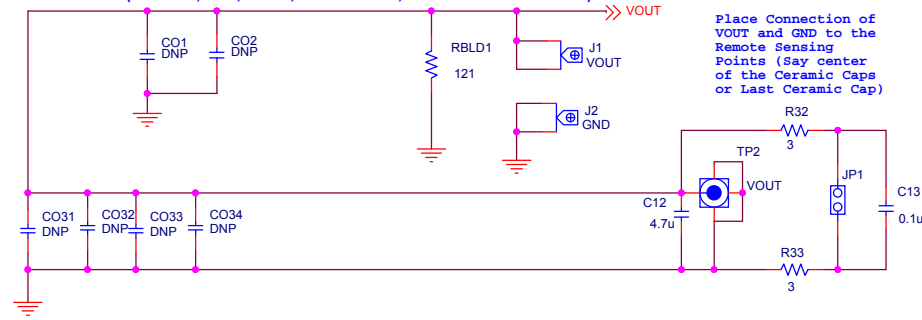 VOUT
Place Connection of
VOUT and GND to the
Remote Sensing
Points (Say center
of the Ceramic Caps
or Last Ceramic Cap)
CO1
DNP
CO2
DNP
RBLD1
121
J1
VOUT
J2
GND
R32
3
TP2
VOUT
JP1
C13
0.1u
C12
4.7u
CO31
DNP
CO32
DNP
CO33
DNP
CO34
DNP
R33
3